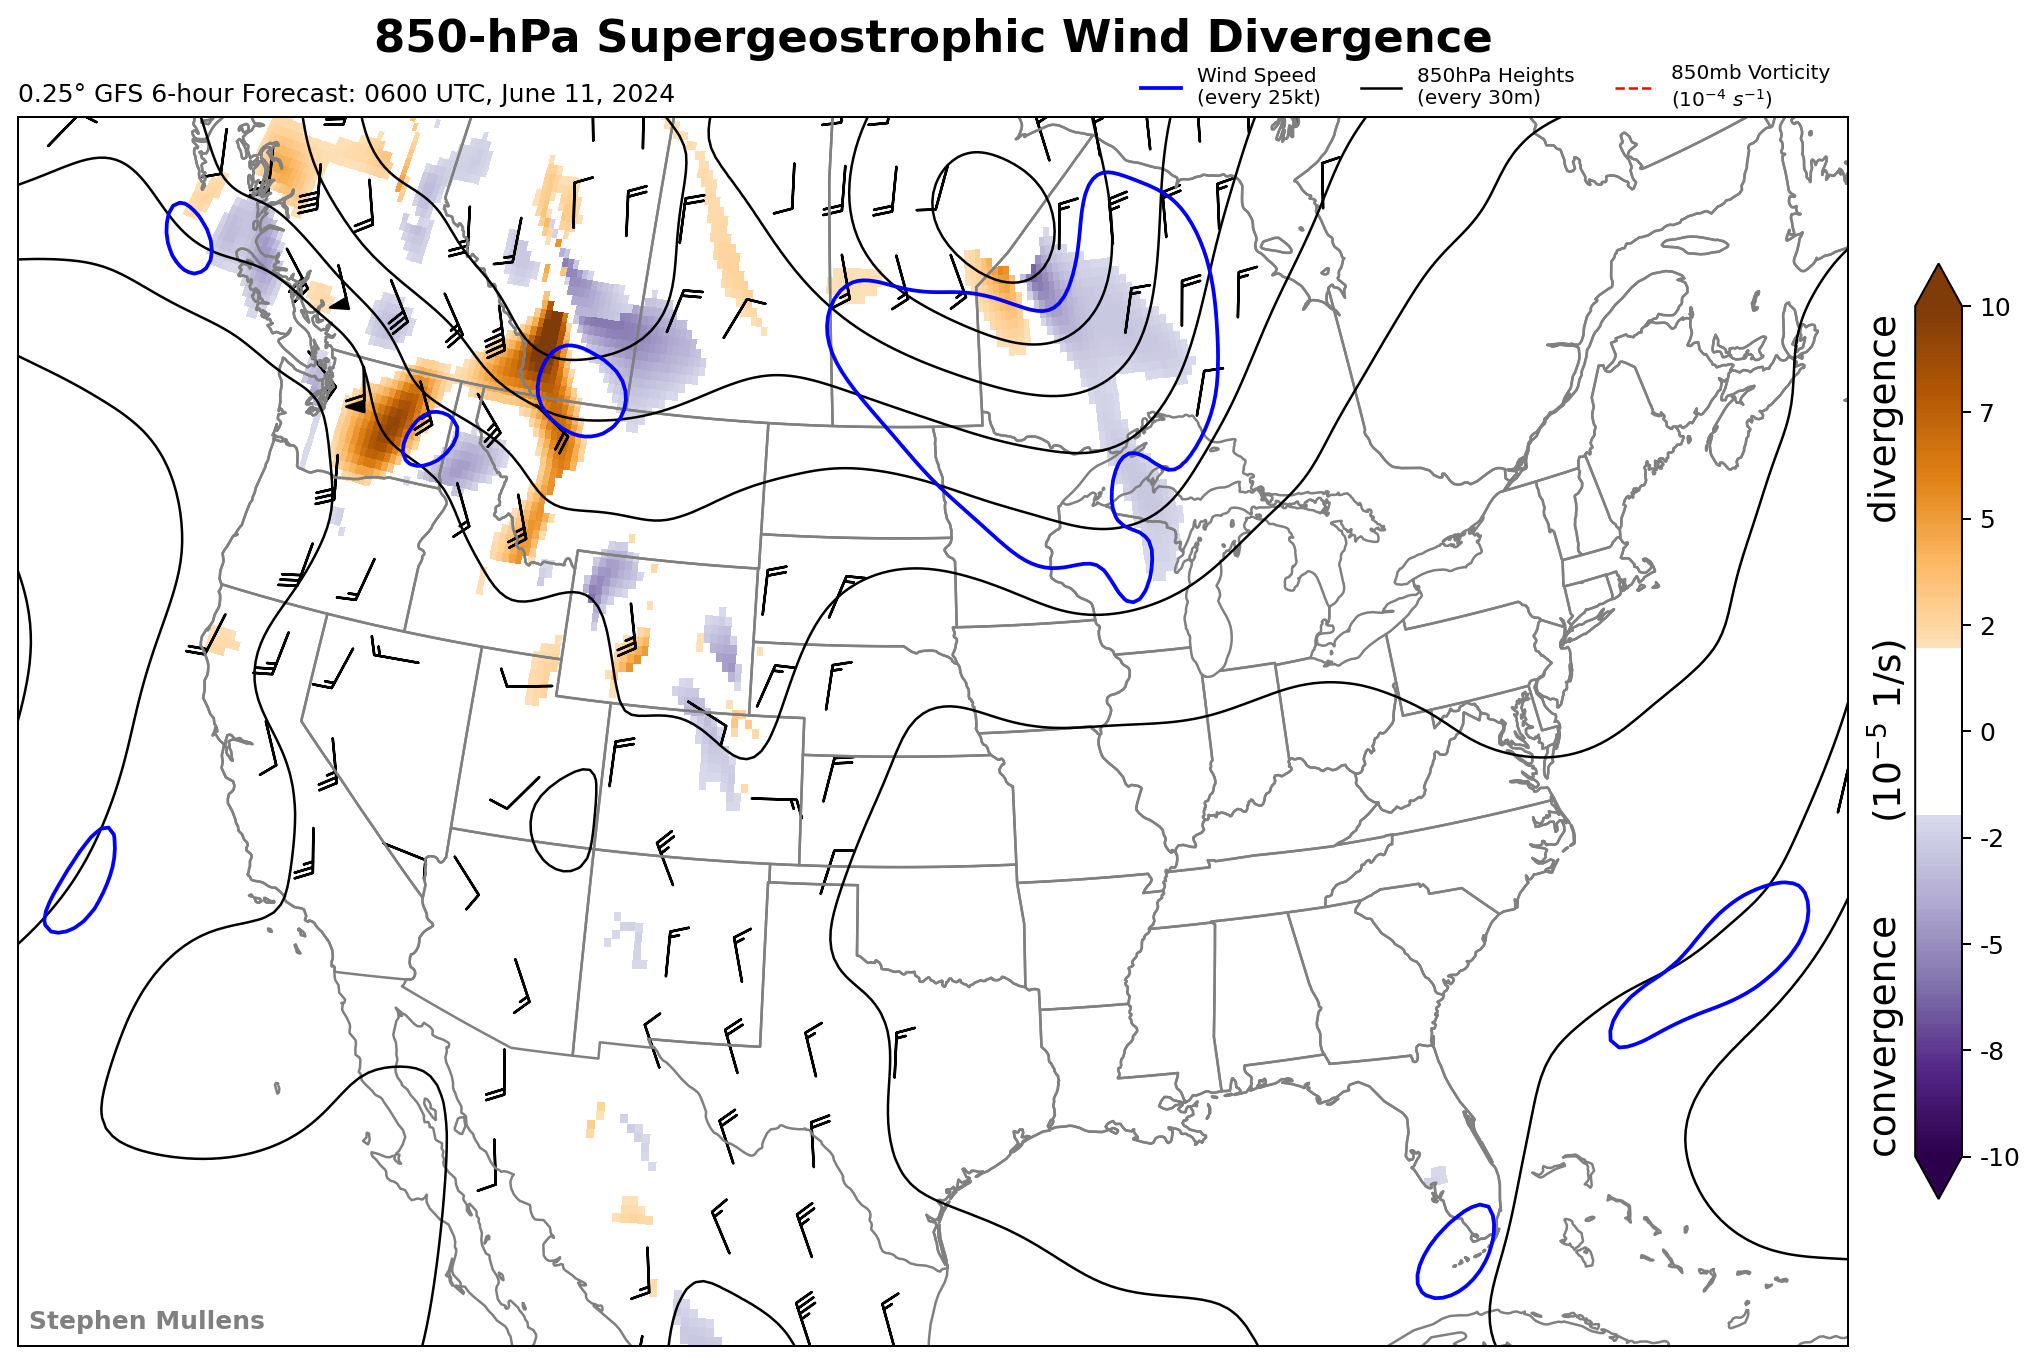 850-hPa Supergeostrophic Wind Divergence
0.25° GFS 6-hour Forecast: 0600 UTC, June 11, 2024
Wind Speed
(every 25kt)
850hPa Heights
(every 30m)
850mb Vorticity
(10⁻⁴ s⁻¹)
10
7
5
2
0
-2
-5
-8
-10
convergence (10⁻⁵ 1/s) divergence
Stephen Mullens